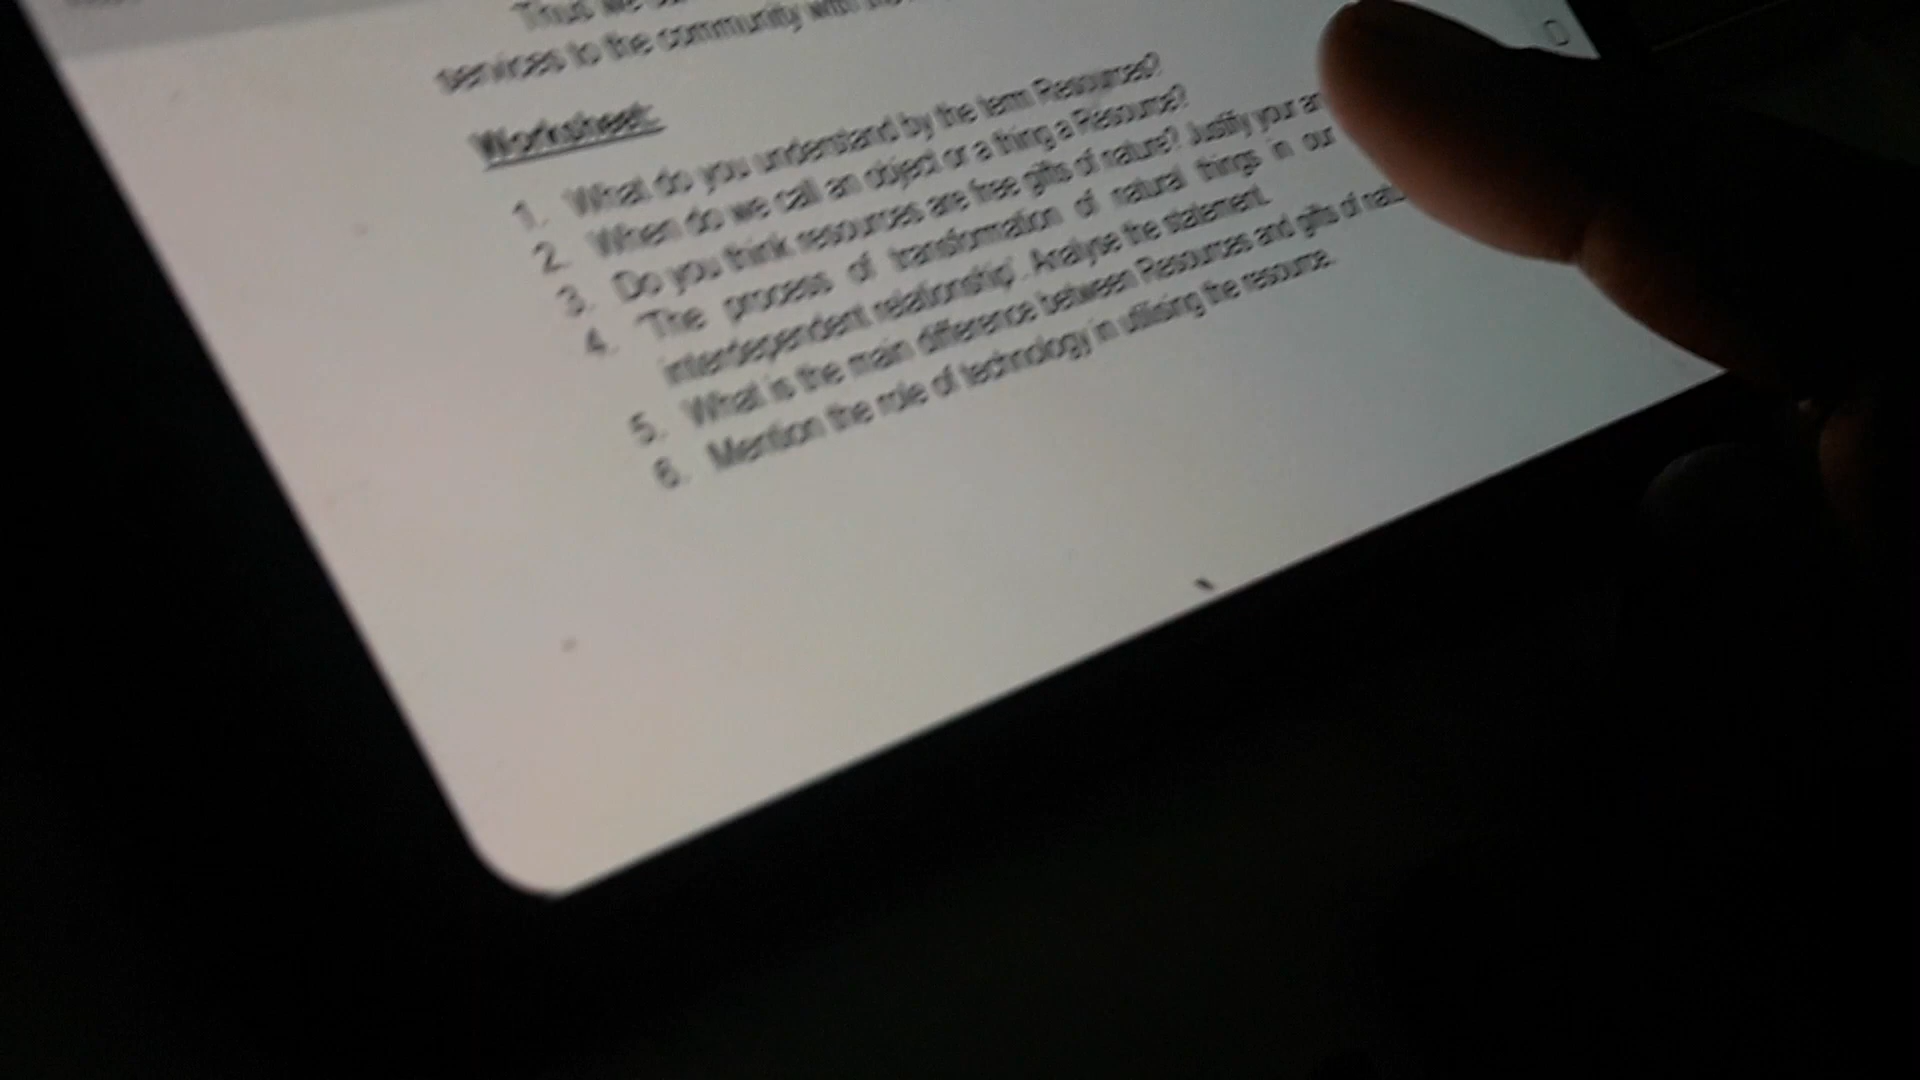 Thus we
services to the community with
Worksheet:
1. What do you understand by the term Resources?
2. When do we call an object or a thing a Resource?
3. Do you think resources are free gifts of nature? Justify your
4. 'The process of transformation of natural things in our
interdependent relationship'. Analyse the statement.
5. What is the main difference between Resources and gifts of
6. Mention the role of technology in utilising the resource.